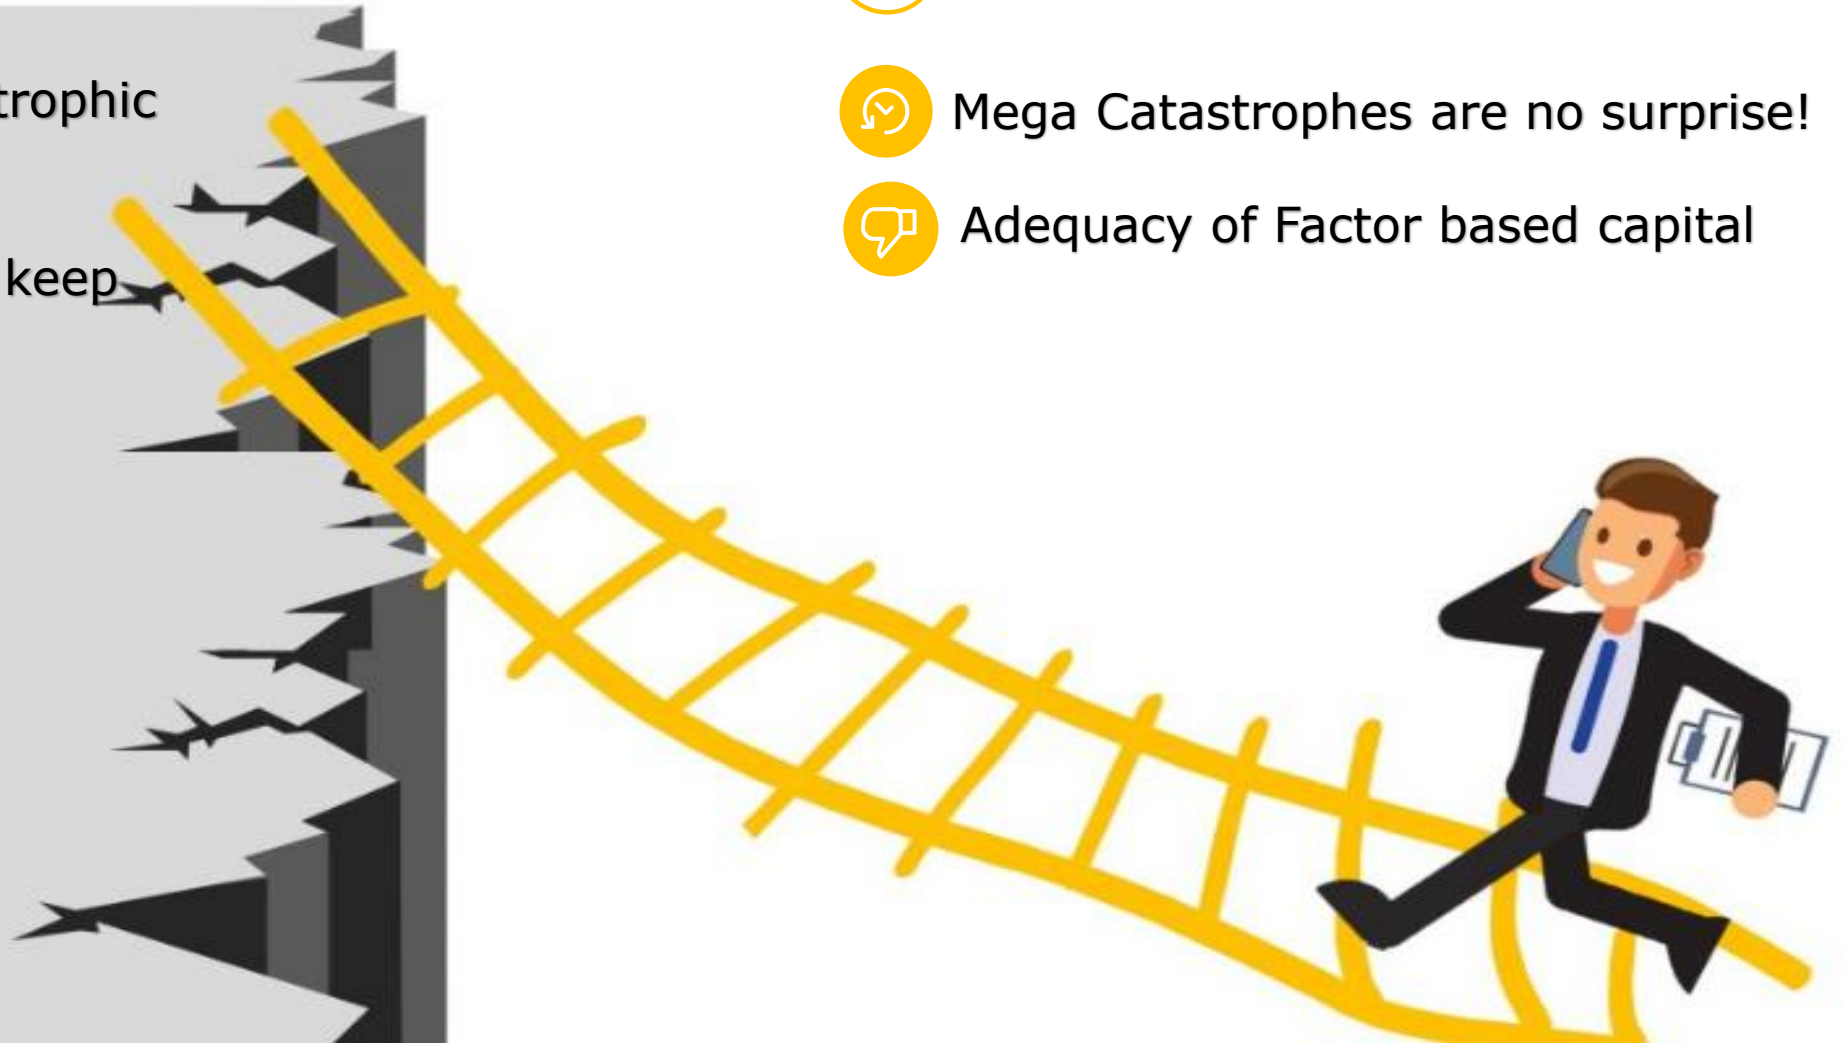 trophic
keep
Mega Catastrophes are no surprise!
Adequacy of Factor based capital